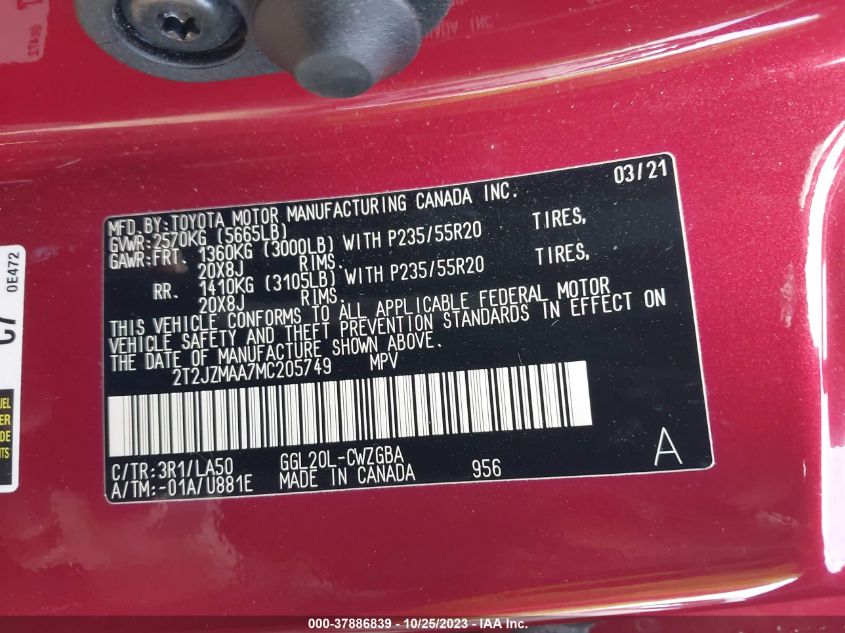 MFD.BY:TOYOTA MOTOR MANUFACTURING CANADA INC. 03/21
GVWR:2570KG (5665LB)
GAWR:FRT. 1360KG (3000LB) WITH P235/55R20 TIRES,
20X8J RIMS.
RR. 1410KG (3105LB) WITH P235/55R20 TIRES,
20X8J RIMS.
THIS VEHICLE CONFORMS TO ALL APPLICABLE FEDERAL MOTOR
VEHICLE SAFETY AND THEFT PREVENTION STANDARDS IN EFFECT ON
THE DATE OF MANUFACTURE SHOWN ABOVE.
2T2JZMAA7MC205749 MPV
C/TR:3R1/LA50 GGL20L-CWZGBA
A/TM:-01A/U881E MADE IN CANADA 956 A
0E472
C7
000-37886839 - 10/25/2023 - IAAI.COM